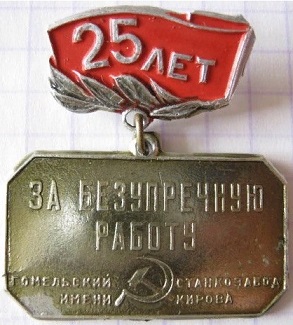 25 ЛЕТ
ЗА БЕЗУПРЕЧНУЮ
РАБОТУ
ГОМЕЛЬСКИЙ СТАНКОЗАВОД
ИМЕНИ КИРОВА